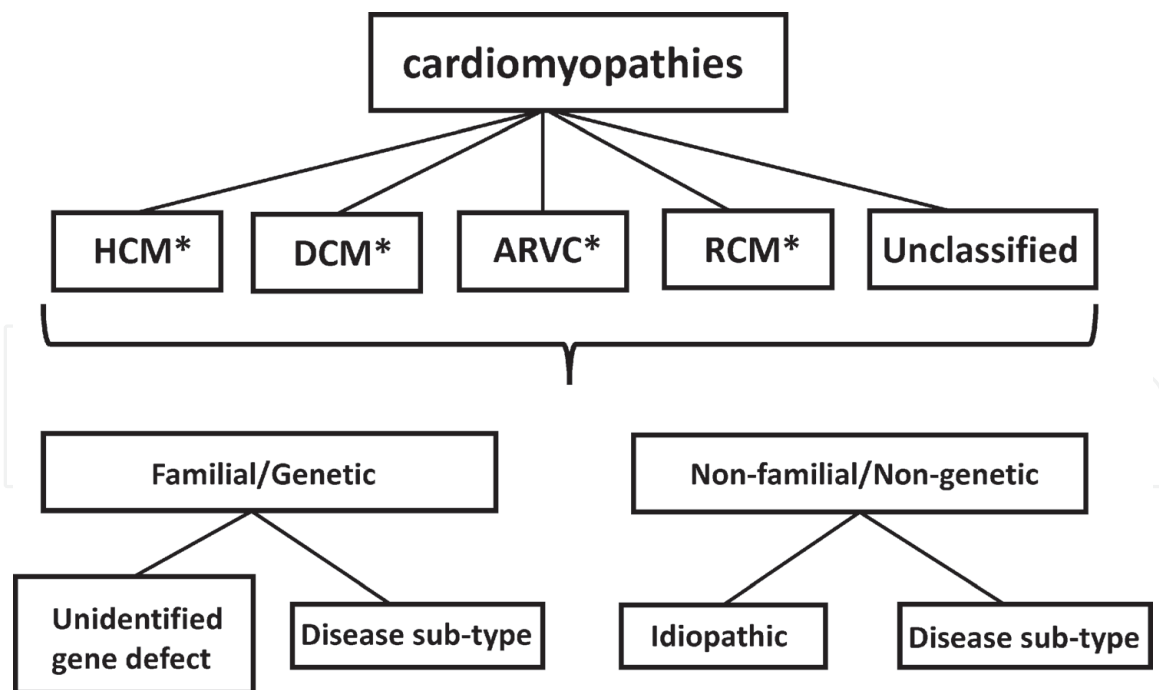 cardiomyopathies
HCM*
DCM*
ARVC*
RCM*
Unclassified
Familial/Genetic
Non-familial/Non-genetic
Unidentified
gene defect
Disease sub-type
Idiopathic
Disease sub-type